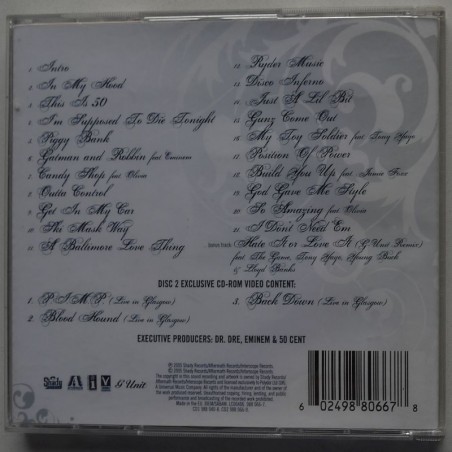 1 Intro
2 In My Hood
3 This Is 50
4 I'm Supposed To Die Tonight
5 Piggy Bank
6 Gatman and Robbin feat Eminem
7 Candy Shop feat Olivia
8 Outta Control
9 Get In My Car
10 Ski Mask Way
11 A Baltimore Love Thing
12 Ryder Music
13 Disco Inferno
14 Just A Lil Bit
15 Gunz Come Out
16 My Toy Soldier feat Tony Yayo
17 Position Of Power
18 Build You Up feat Jamie Foxx
19 God Gave Me Style
20 So Amazing feat Olivia
21 I Don't Need Em
bonus track Hate It or Love It (G Unit Remix)
feat The Game, Tony Yayo, Young Buck
& Lloyd Banks
DISC 2 EXCLUSIVE CD-ROM VIDEO CONTENT:
1. P.I.M.P. (Live in Glasgow)
2. Blood Hound (Live in Glasgow)
3. Back Down (Live in Glasgow)
EXECUTIVE PRODUCERS: DR. DRE, EMINEM & 50 CENT
Shady
G Unit
6 02498 80667 8